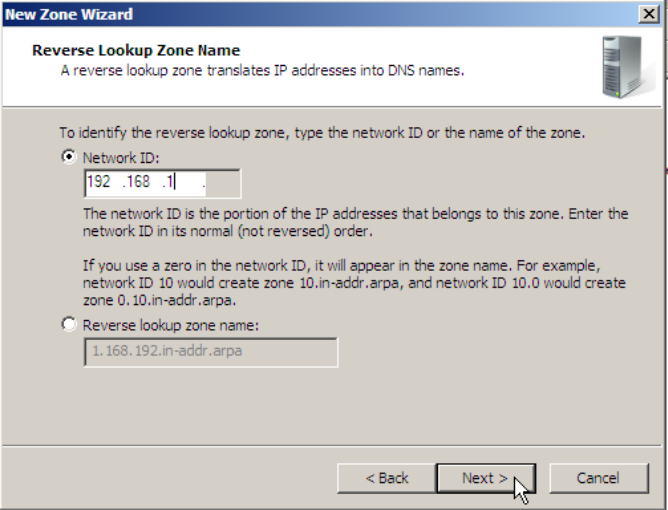 New Zone Wizard
Reverse Lookup Zone Name
A reverse lookup zone translates IP addresses into DNS names.
To identify the reverse lookup zone, type the network ID or the name of the zone.
Network ID:
192 .168 .1 .
The network ID is the portion of the IP addresses that belongs to this zone. Enter the
network ID in its normal (not reversed) order.
If you use a zero in the network ID, it will appear in the zone name. For example,
network ID 10 would create zone 10.in-addr.arpa, and network ID 10.0 would create
zone 0.10.in-addr.arpa.
Reverse lookup zone name:
1.168.192.in-addr.arpa
< Back
Next >
Cancel